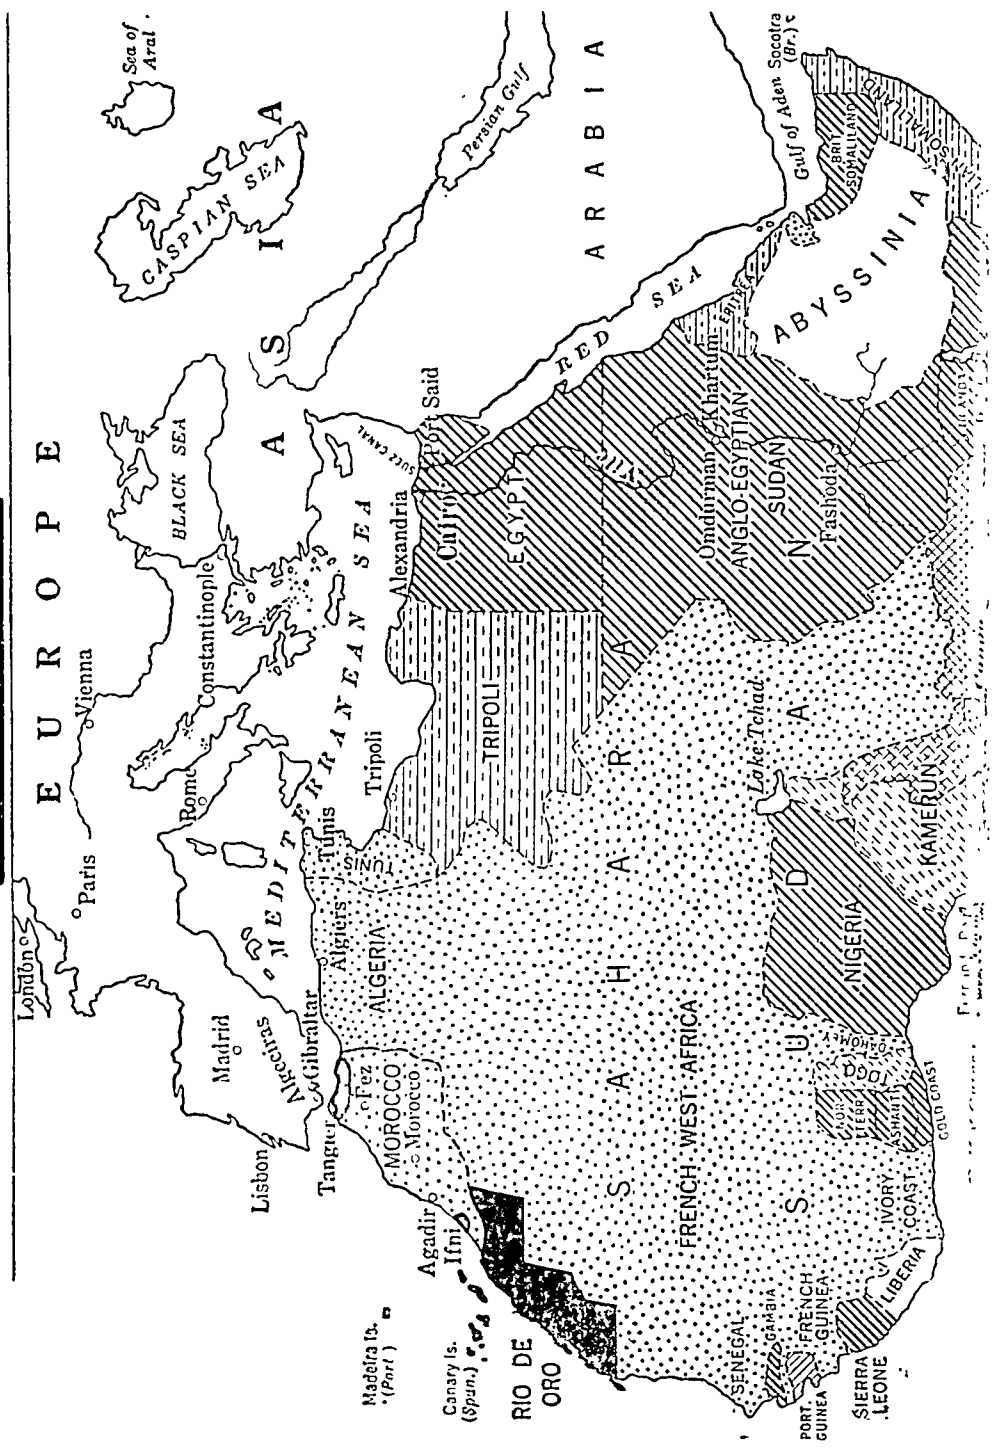 EUROPE
London
Paris
Vienna
BLACK SEA
CASPIAN SEA
Sea of
Aral
Madrid
Lisbon
Rome
Constantinople
ASIA
Algeciras
Gibraltar
Tangier
MEDITERRANEAN SEA
Persian Gulf
ARABIA
RED SEA
Gulf of Aden
Socotra
(Br.)
Madeira Is.
(Port)
Canary Is.
(Span.)
Agadir
Ifni
Fez
MOROCCO
Morocco
Algiers
ALGERIA
Tunis
TUNIS
Tripoli
TRIPOLI
Alexandria
Port Said
SUEZ CANAL
Cairo
EGYPT
NILE
RIO DE
ORO
SAHARA
FRENCH WEST AFRICA
SUDAN
Lake Tchad
Omdurman
Khartum
ANGLO-EGYPTIAN
SUDAN
Fashoda
ERITREA
ABYSSINIA
BRIT
SOMALILAND
SENEGAL
GAMBIA
PORT.
GUINEA
FRENCH
GUINEA
SIERRA
LEONE
LIBERIA
IVORY
COAST
NOR
TERR
ASHANTI
GOLD COAST
TOGO
DAHOMEY
NIGERIA
KAMERUN